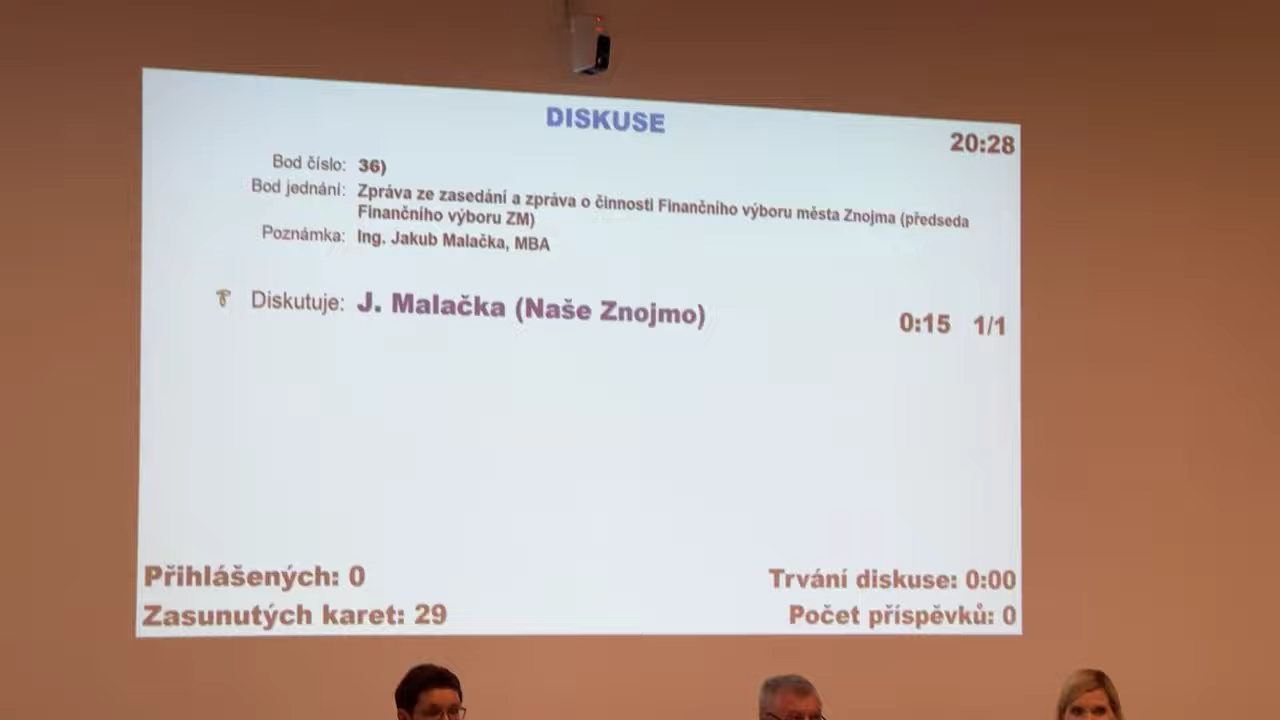 DISKUSE
20:28
Bod číslo: 36)
Bod jednání: Zpráva ze zasedání a zpráva o činnosti Finančního výboru města Znojma (předseda
Finančního výboru ZM)
Poznámka: Ing. Jakub Malačka, MBA
Diskutuje: J. Malačka (Naše Znojmo) 0:15 1/1
Přihlášených: 0 Trvání diskuse: 0:00
Zasunutých karet: 29 Počet příspěvků: 0